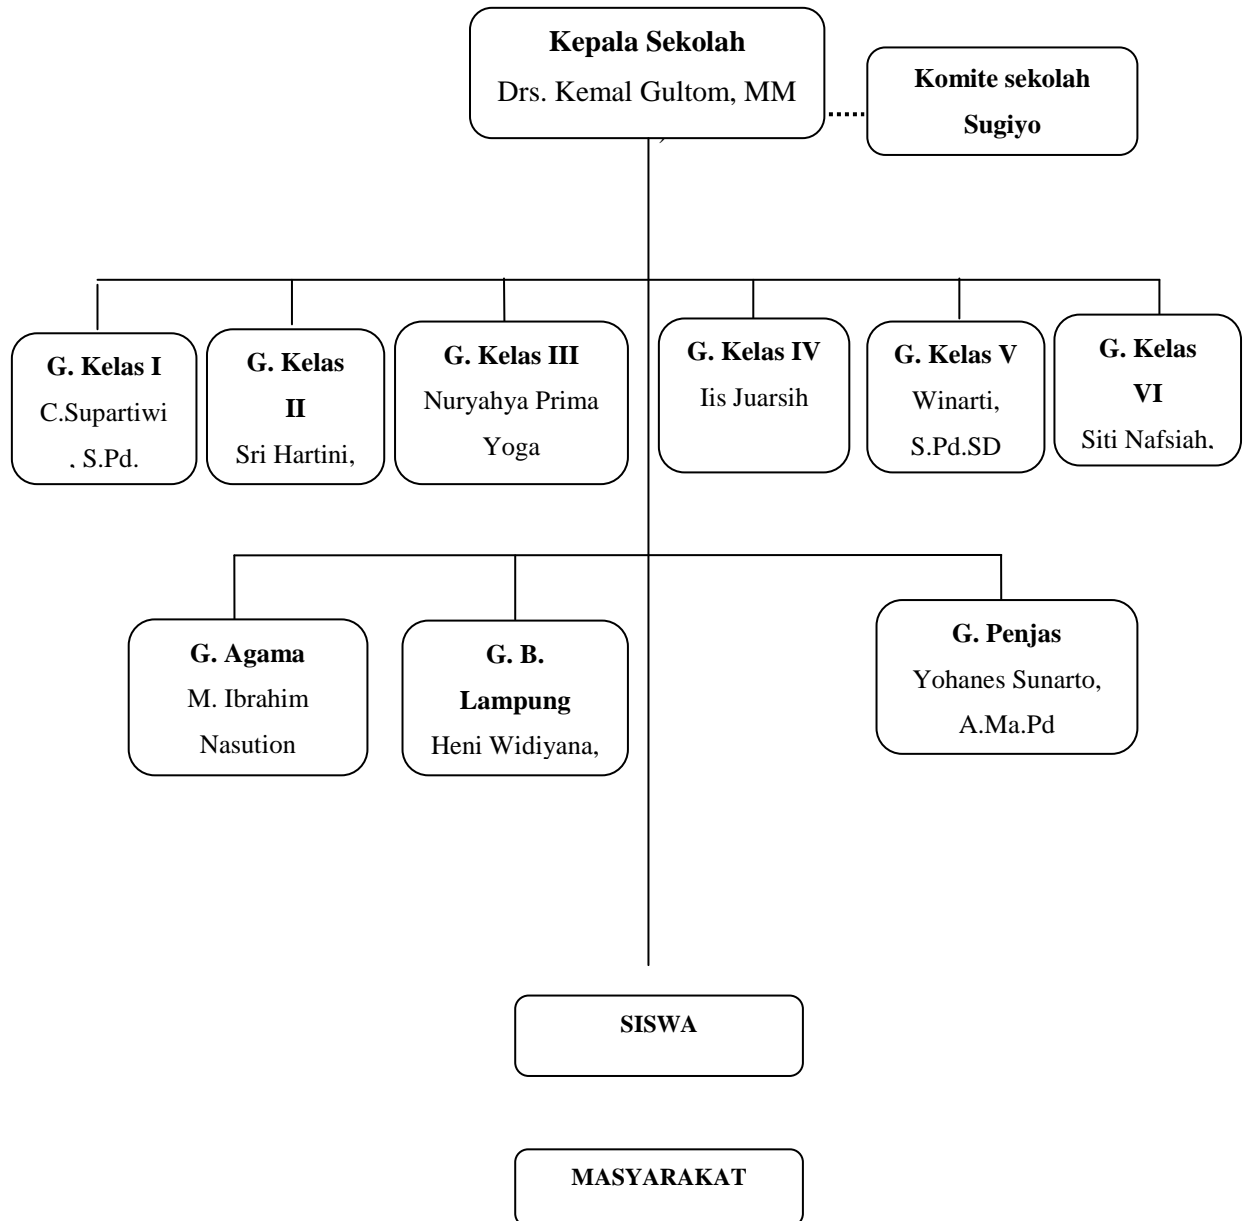 Kepala Sekolah
Drs. Kemal Gultom, MM
Komite sekolah
Sugiyo
G. Kelas I
C.Supartiwi
, S.Pd.
G. Kelas
II
Sri Hartini,
G. Kelas III
Nuryahya Prima
Yoga
G. Kelas IV
Iis Juarsih
G. Kelas V
Winarti,
S.Pd.SD
G. Kelas
VI
Siti Nafsiah,
G. Agama
M. Ibrahim
Nasution
G. B.
Lampung
Heni Widiyana,
G. Penjas
Yohanes Sunarto,
A.Ma.Pd
SISWA
MASYARAKAT